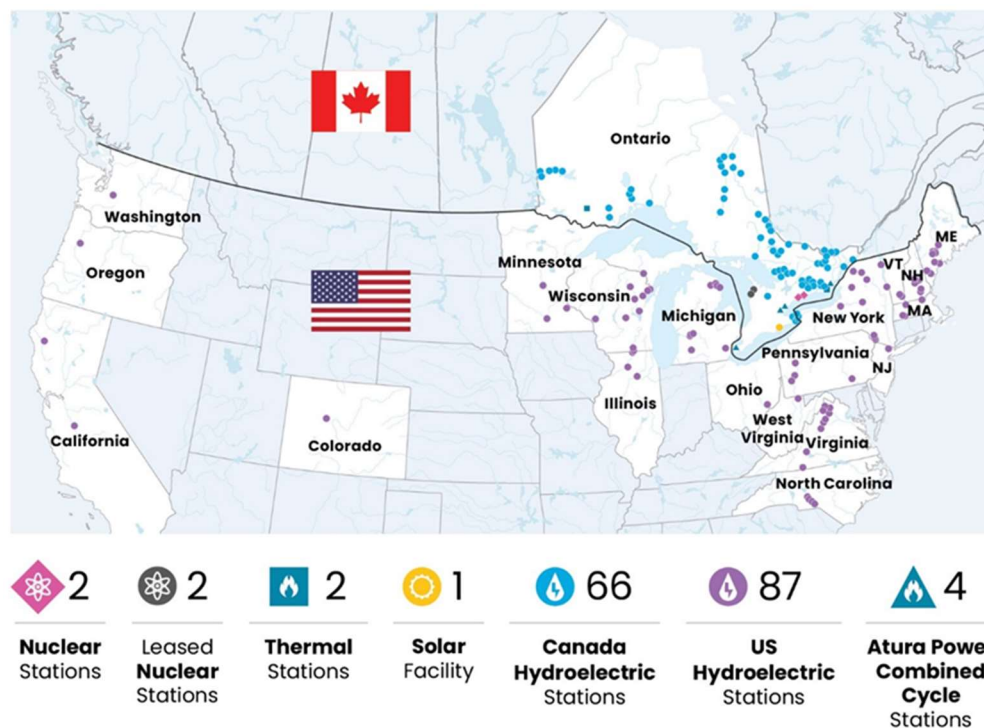 Ontario
Washington
Oregon
Minnesota
Wisconsin
Michigan
ME
VT
NH
MA
New York
Pennsylvania
NJ
Ohio
Illinois
West
Virginia
Virginia
California
Colorado
North Carolina
2
Nuclear
Stations
2
Leased
Nuclear
Stations
2
Thermal
Stations
1
Solar
Facility
66
Canada
Hydroelectric
Stations
87
US
Hydroelectric
Stations
4
Atura Powe
Combined
Cycle
Stations